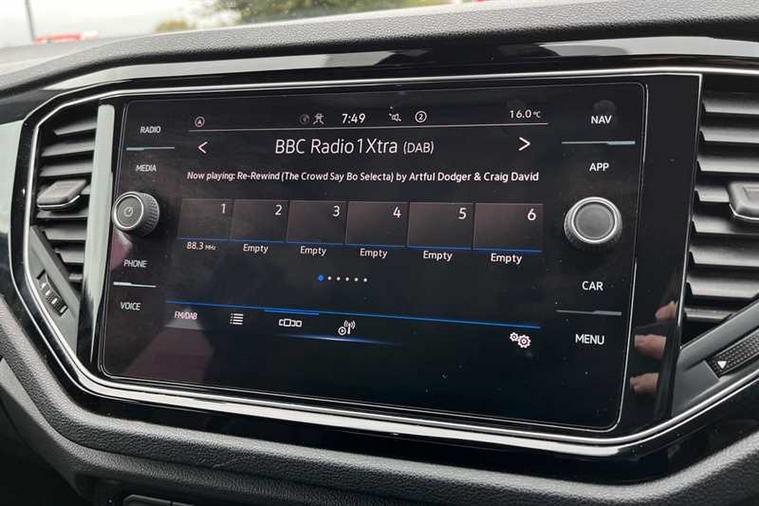 7:49 2 16.0°C
RADIO
NAV
< BBC Radio 1Xtra (DAB) >
MEDIA
APP
Now playing: Re-Rewind (The Crowd Say Bo Selecta) by Artful Dodger & Craig David
1 2 3 4 5 6
88.3 MHz Empty Empty Empty Empty Empty
PHONE
CAR
VOICE
FM/DAB
MENU